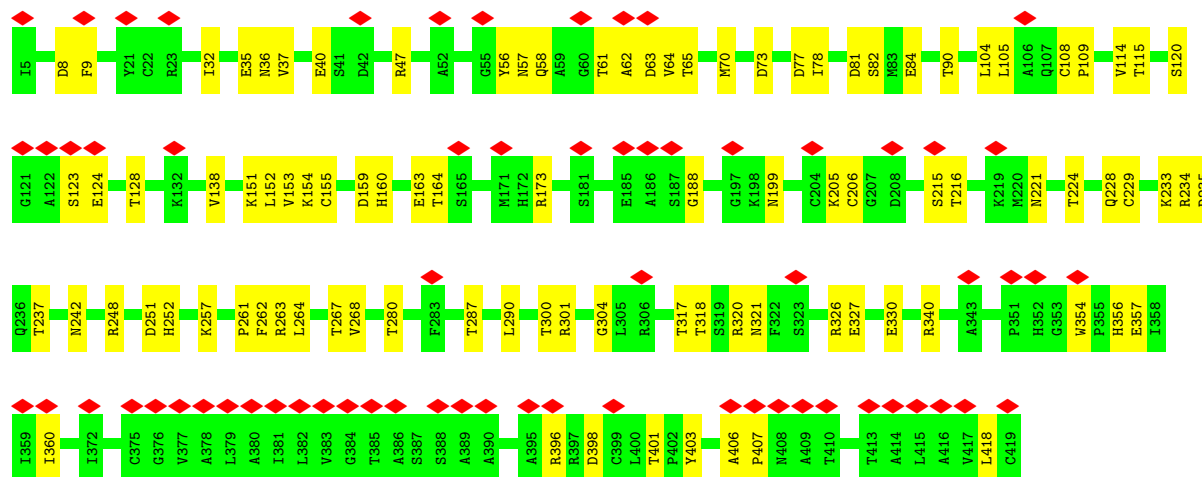 I5 D8 F9 Y21 C22 R23 I32 E35 N36 V37 E40 S41 D42 R47 A52 G55 Y56 N57 Q58 A59 G60 T61 A62 D63 V64 T65 M70 D73 D77 I78 D81 S82 M83 E84 T90 L104 L105 A106 Q107 C108 P109 V114 T115 S120
G121 A122 S123 E124 T128 K132 V138 K151 L152 V153 K154 C155 D159 H160 E163 T164 S165 M171 H172 R173 S181 E185 A186 S187 G188 G197 K198 N199 C204 K205 C206 G207 D208 S215 T216 K219 M220 N221 T224 Q228 C229 K233 R234
Q236 T237 N242 R248 D251 H252 K257 P261 F262 R263 L264 T267 V268 T280 F283 T287 L290 T300 R301 G304 L305 R306 T317 T318 S319 R320 N321 F322 S323 R326 E327 E330 R340 A343 P351 H352 G353 W354 P355 H356 E357 I358
I359 I360 I372 C375 G376 V377 A378 L379 A380 I381 L382 V383 G384 T385 A386 S387 S388 A389 A390 A395 R396 R397 D398 C399 L400 T401 P402 Y403 A406 P407 N408 A409 T410 T413 A414 L415 A416 V417 L418 C419